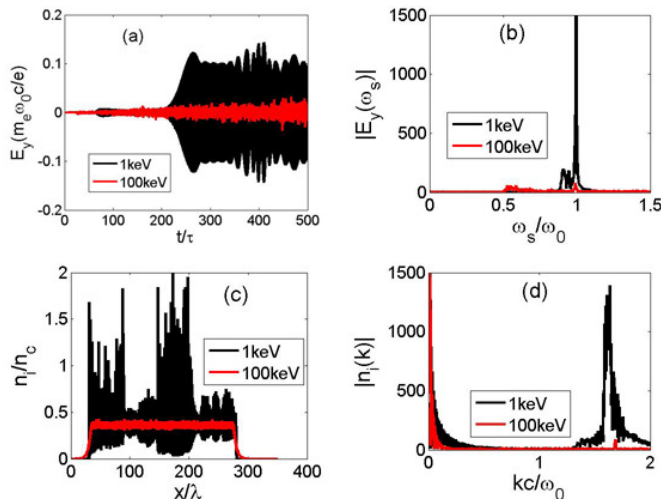 (a)
0.2
0.1
0
-0.1
-0.2
E_y(m_eω_0c/e)
1keV
100keV
0 100 200 300 400 500
t/τ
(b)
1500
1000
500
0
|E_y(ω_s)|
1keV
100keV
0 0.5 1 1.5
ω_s/ω_0
(c)
2
1.5
1
0.5
0
n_i/n_c
1keV
100keV
0 100 200 300 400
x/λ
(d)
1500
1000
500
0
|n_i(k)|
1keV
100keV
0 1 2
kc/ω_0